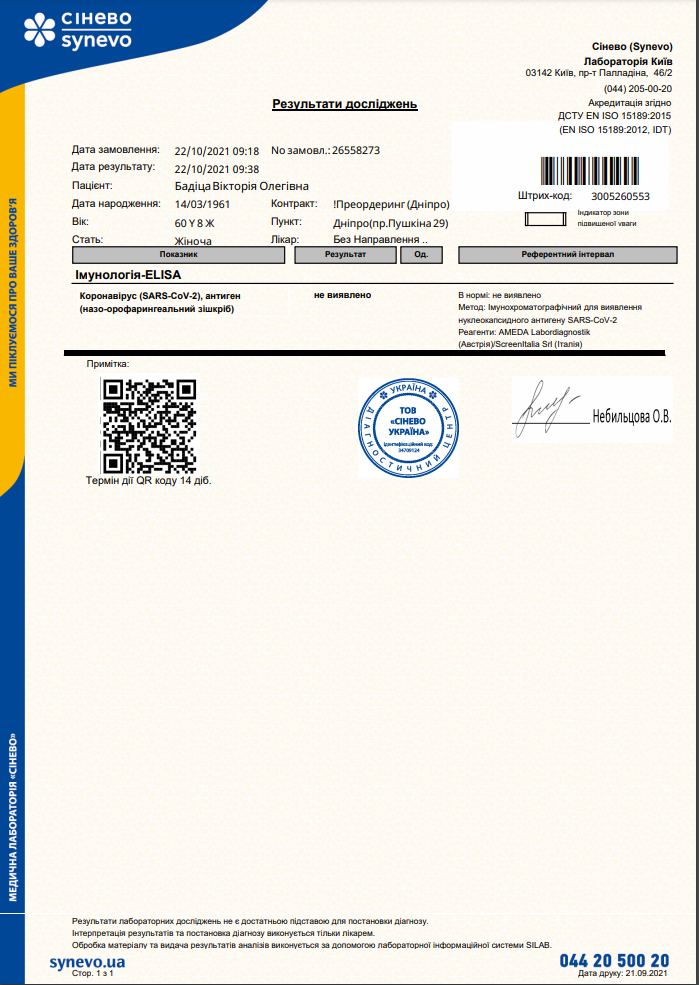 сінево
synevo
Сінево (Synevo)
Лабораторія Київ
03142 Київ, пр-т Палладіна, 46/2
(044) 205-00-20
Результати досліджень
Акредитація згідно
ДСТУ EN ISO 15189:2015
(EN ISO 15189:2012, IDT)
Дата замовлення: 22/10/2021 09:18 No замовл.: 26558273
Дата результату: 22/10/2021 09:38
Пацієнт: Бадіца Вікторія Олегівна
Штрих-код: 3005260553
Дата народження: 14/03/1961 Контракт: !Преордеринг (Дніпро)
Вік: 60 Y 8 Ж Пункт: Дніпро(пр.Пушкіна 29)
Індикатор зони
підвищеної уваги
Стать: Жіноча Лікар: Без Направлення ..
Показник Результат Од. Референтний інтервал
Імунологія-ELISA
Коронавірус (SARS-CoV-2), антиген не виявлено В нормі: не виявлено
(назо-орофарингеальний зішкріб) Метод: Імунохроматографічний для виявлення
нуклеокапсидного антигену SARS-CoV-2
Реагенти: AMEDA Labordiagnostik
(Австрія)/ScreenItalia Srl (Італія)
Примітка:
УКРАЇНА
ДІАГНОСТИЧНИЙ ЦЕНТР
ТОВ
«СІНЕВО
УКРАЇНА»
Ідентифікаційний код:
34709124
Небильцова О.В.
Термін дії QR коду 14 діб.
МИ ПІКЛУЄМОСЯ ПРО ВАШЕ ЗДОРОВ'Я
МЕДИЧНА ЛАБОРАТОРІЯ «СІНЕВО»
Результати лабораторних досліджень не є достатньою підставою для постановки діагнозу.
Інтерпретація результатів та постановка діагнозу виконується тільки лікарем.
Обробка матеріалу та видача результатів аналізів виконується за допомогою лабораторної інформаційної системи SILAB.
synevo.ua 044 20 500 20
Стор. 1 з 1 Дата друку: 21.09.2021